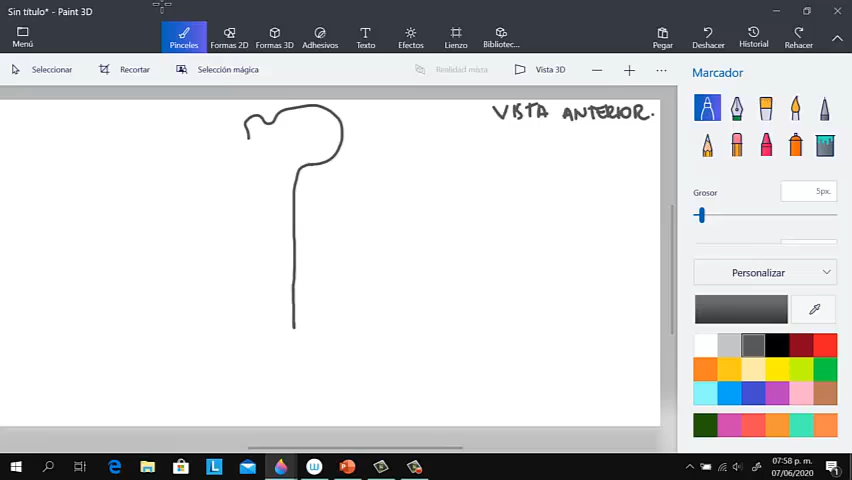 Sin título* - Paint 3D
Menú
Pinceles
Formas 2D
Formas 3D
Adhesivos
Texto
Efectos
Lienzo
Bibliotec...
Pegar
Deshacer
Historial
Rehacer
Seleccionar
Recortar
Selección mágica
Realidad mixta
Vista 3D
Marcador
VISTA ANTERIOR.
Grosor
5px.
Personalizar
07:58 p. m.
07/06/2020